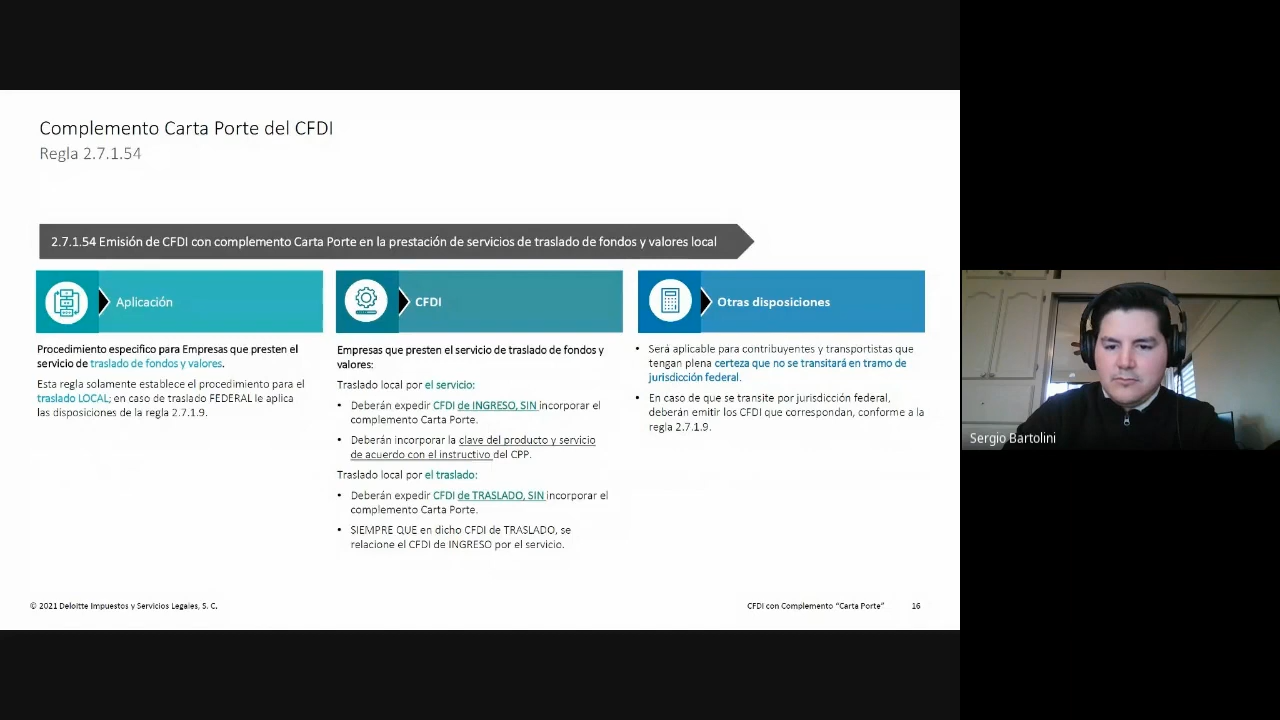 Complemento Carta Porte del CFDI
Regla 2.7.1.54
2.7.1.54 Emisión de CFDI con complemento Carta Porte en la prestación de servicios de traslado de fondos y valores local
Aplicación
Procedimiento especifico para Empresas que presten el
servicio de traslado de fondos y valores.
Esta regla solamente establece el procedimiento para el
traslado LOCAL; en caso de traslado FEDERAL le aplica
las disposiciones de la regla 2.7.1.9.
CFDI
Empresas que presten el servicio de traslado de fondos y
valores:
Traslado local por el servicio:
• Deberán expedir CFDI de INGRESO, SIN incorporar el
complemento Carta Porte.
• Deberán incorporar la clave del producto y servicio
de acuerdo con el instructivo del CPP.
Traslado local por el traslado:
• Deberán expedir CFDI de TRASLADO, SIN incorporar el
complemento Carta Porte.
• SIEMPRE QUE en dicho CFDI de TRASLADO, se
relacione el CFDI de INGRESO por el servicio.
Otras disposiciones
• Será aplicable para contribuyentes y transportistas que
tengan plena certeza que no se transitará en tramo de
jurisdicción federal.
• En caso de que se transite por jurisdicción federal,
deberán emitir los CFDI que correspondan, conforme a la
regla 2.7.1.9.
Sergio Bartolini
© 2021 Deloitte Impuestos y Servicios Legales, S. C.
CFDI con Complemento "Carta Porte"
16